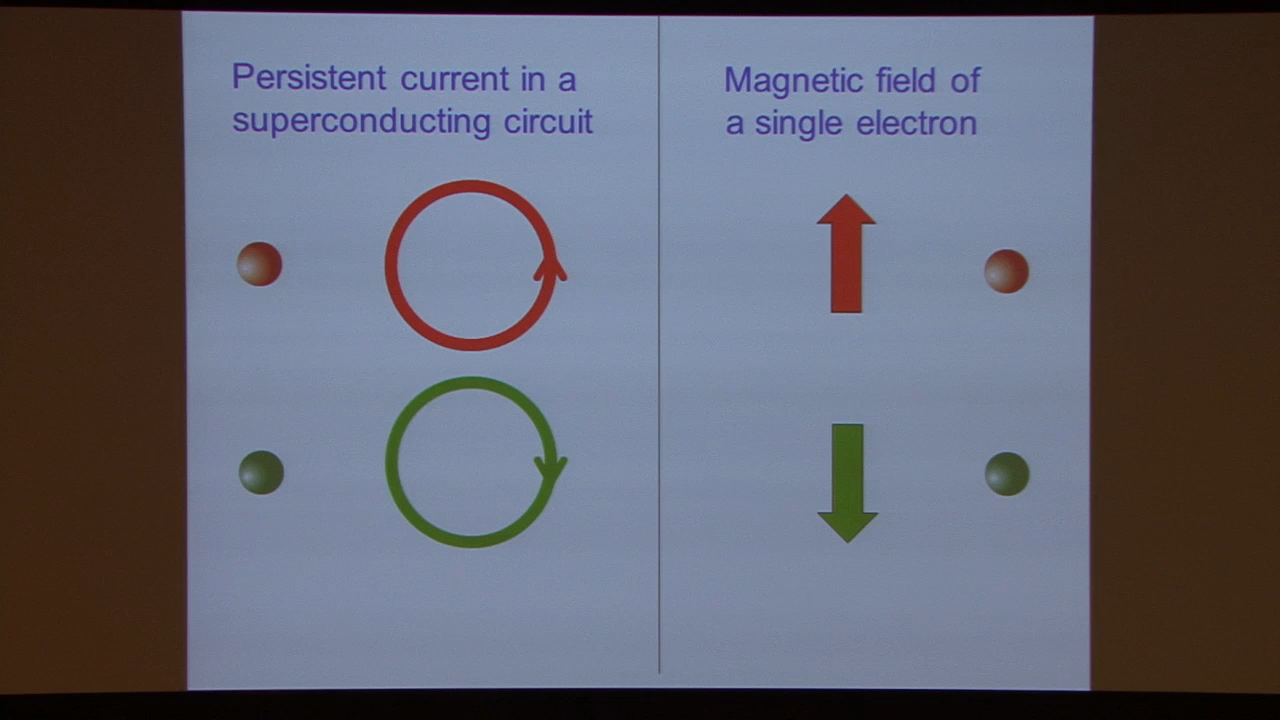 Persistent current in a
superconducting circuit
Magnetic field of
a single electron